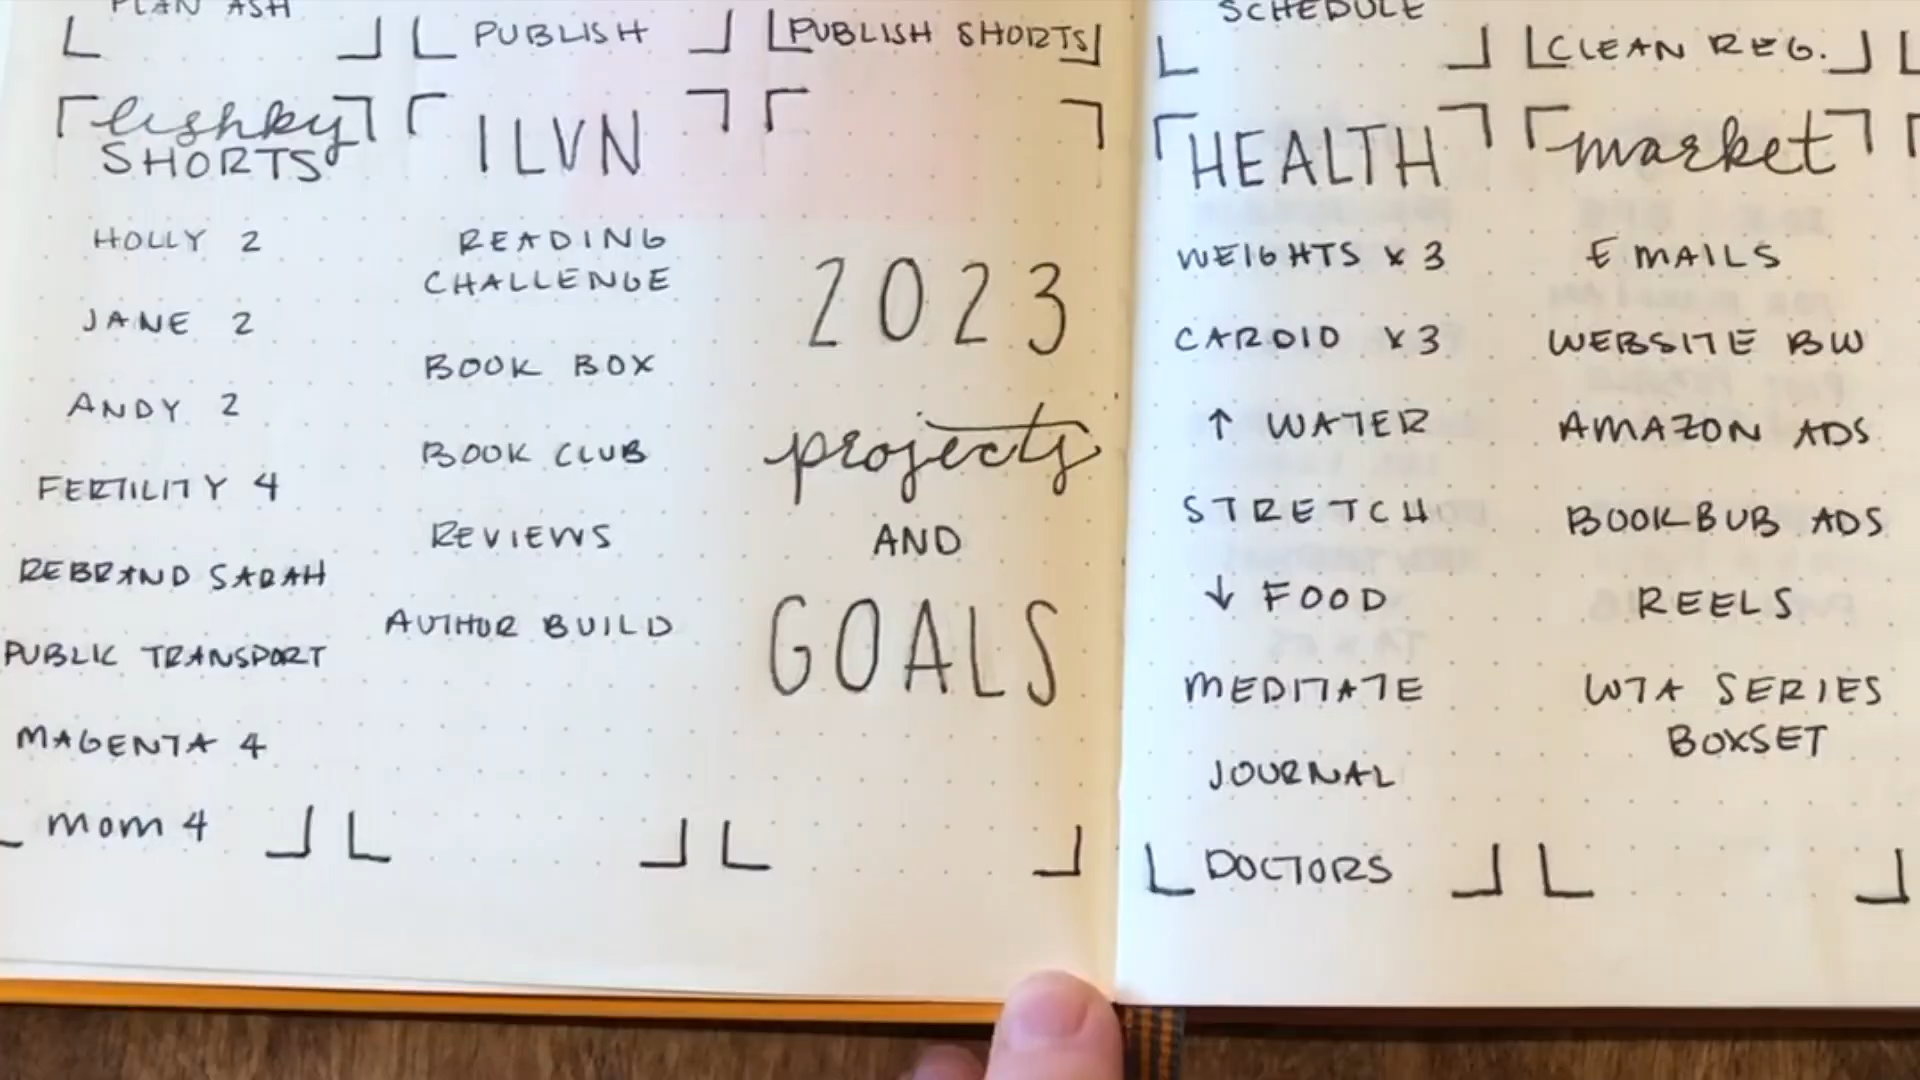 PLAN ASH
PUBLISH
PUBLISH SHORTS
SHORTS
HOLLY 2
JANE 2
ANDY 2
FERTILITY 4
REBRAND SARAH
PUBLIC TRANSPORT
MAGENTA 4
MOM 4
ILVN
READING
CHALLENGE
BOOK BOX
BOOK CLUB
REVIEWS
AUTHOR BUILD
2023
projects
AND
GOALS
SCHEDULE
CLEAN REG.
HEALTH
WEIGHTS x 3
CARDIO x 3
↑ WATER
STRETCH
↓ FOOD
MEDITATE
JOURNAL
DOCTORS
market
EMAILS
WEBSITE BW
AMAZON ADS
BOOKBUB ADS
REELS
WTA SERIES
BOXSET